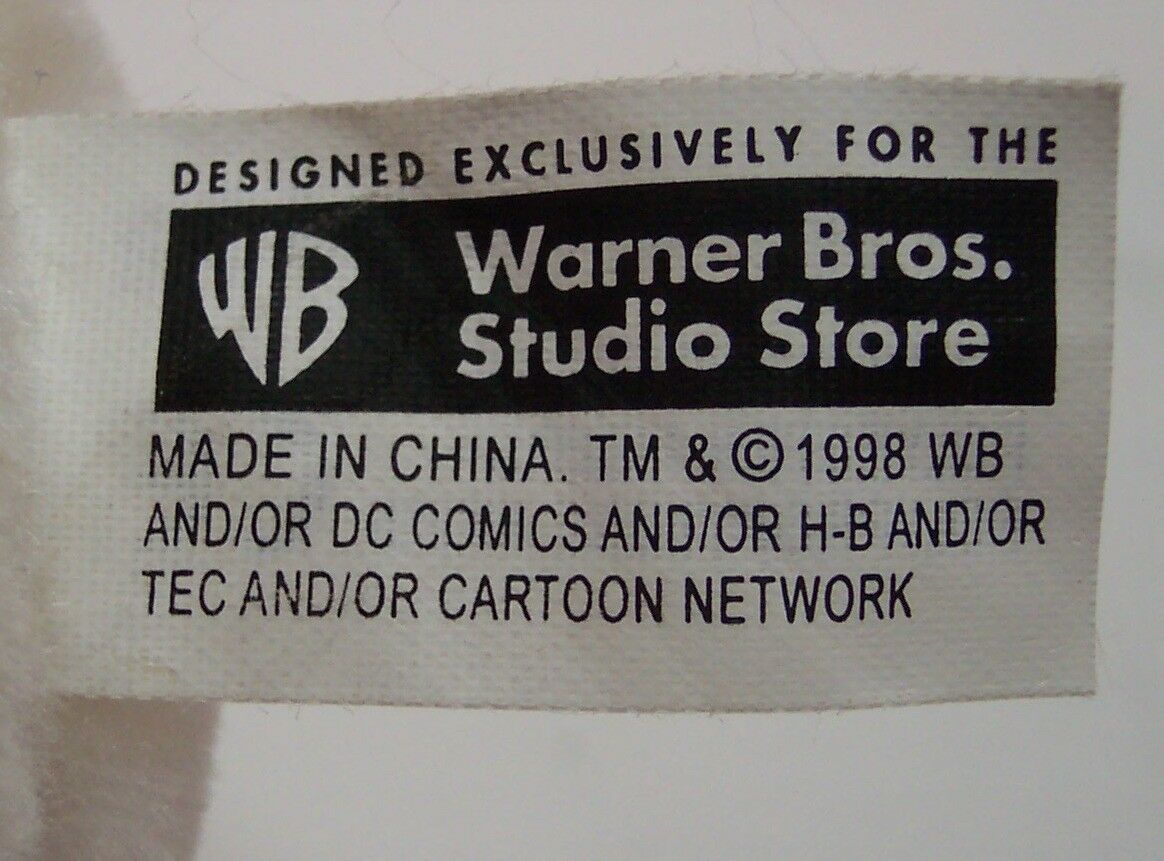 DESIGNED EXCLUSIVELY FOR THE
WB
Warner Bros.
Studio Store
MADE IN CHINA. TM & © 1998 WB
AND/OR DC COMICS AND/OR H-B AND/OR
TEC AND/OR CARTOON NETWORK